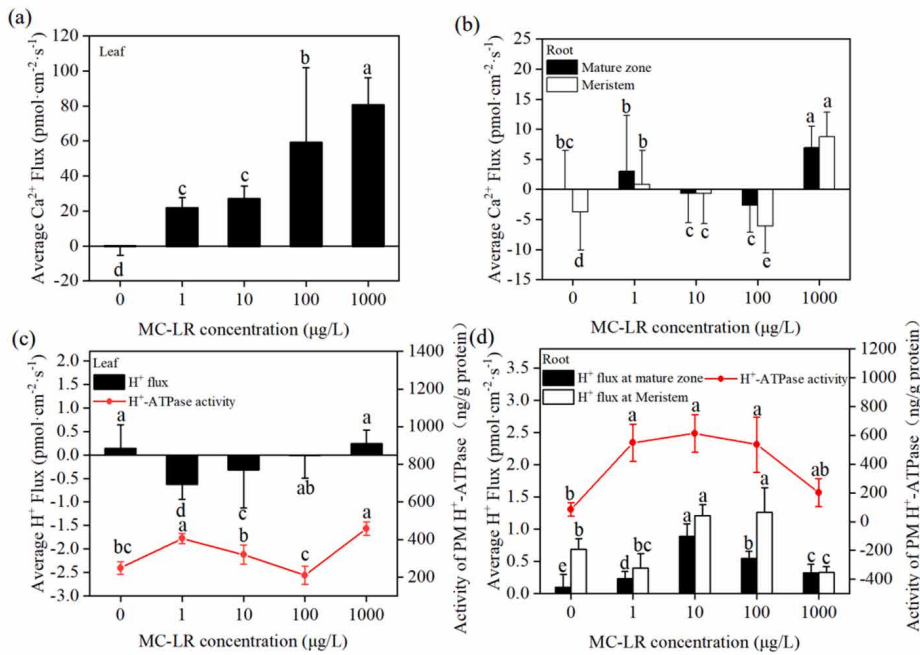 (a)
Leaf
Average Ca²⁺ Flux (pmol·cm⁻²·s⁻¹)
120
100
80
60
40
20
0
-20
d
c
c
b
a
0 1 10 100 1000
MC-LR concentration (μg/L)
(b)
Root
Mature zone
Meristem
Average Ca²⁺ Flux (pmol·cm⁻²·s⁻¹)
25
20
15
10
5
0
-5
-10
-15
bc d b b c c c e a a
0 1 10 100 1000
MC-LR concentration (μg/L)
(c)
Leaf
H⁺ flux
H⁺-ATPase activity
Average H⁺ Flux (pmol·cm⁻²·s⁻¹)
2.0
1.5
1.0
0.5
0.0
-0.5
-1.0
-1.5
-2.0
-2.5
-3.0
a d c ab a
bc a b c a
1400
1200
1000
800
600
400
200
Activity of PM H⁺-ATPase（ng/g protein）
0 1 10 100 1000
MC-LR concentration (μg/L)
(d)
Root
H⁺ flux at mature zone
H⁺-ATPase activity
H⁺ flux at Meristem
Average H⁺ Flux (pmol·cm⁻²·s⁻¹)
3.5
3.0
2.5
2.0
1.5
1.0
0.5
0.0
b a a a ab
e b d bc a a b a c c
1200
1000
800
600
400
200
0
-200
-400
Activity of PM H⁺-ATPase（ng/g protein）
0 1 10 100 1000
MC-LR concentration (μg/L)